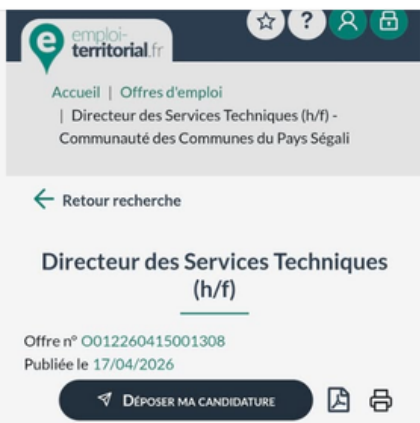 emploi-
territorial.fr
?
Accueil | Offres d'emploi
| Directeur des Services Techniques (h/f) -
Communauté des Communes du Pays Ségali
Retour recherche
Directeur des Services Techniques
(h/f)
Offre n° O012260415001308
Publiée le 17/04/2026
DÉPOSER MA CANDIDATURE